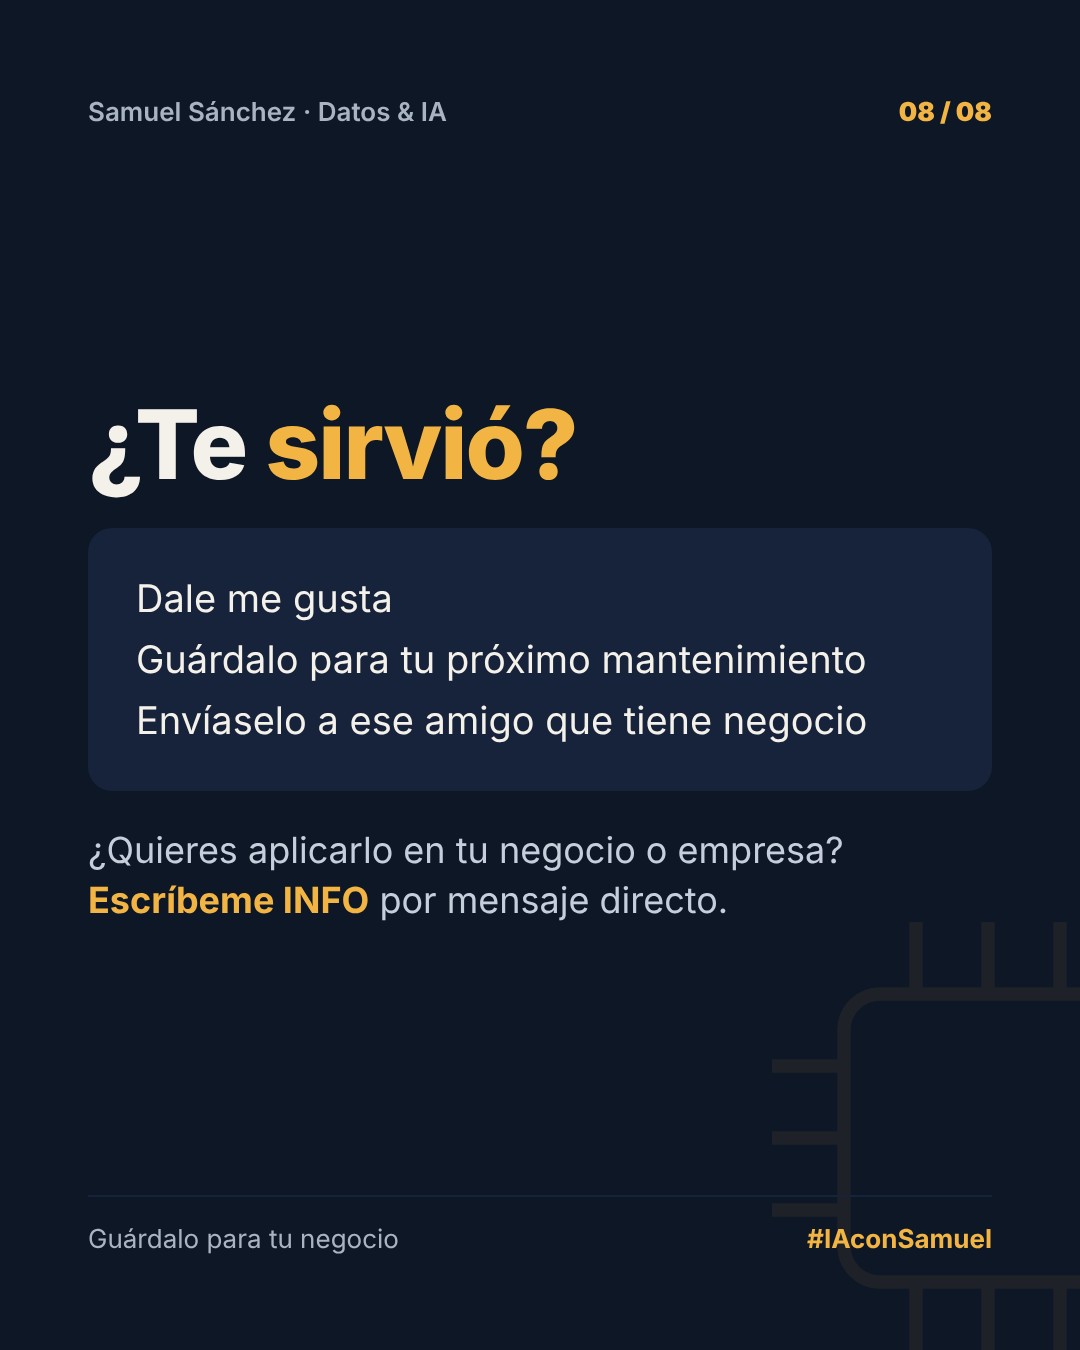 Samuel Sánchez · Datos & IA
08 / 08
¿Te sirvió?
Dale me gusta
Guárdalo para tu próximo mantenimiento
Envíaselo a ese amigo que tiene negocio
¿Quieres aplicarlo en tu negocio o empresa?
Escríbeme INFO por mensaje directo.
Guárdalo para tu negocio
#IAconSamuel